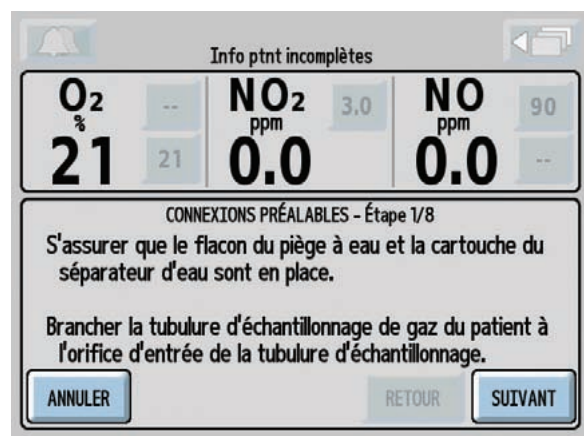 Info ptnt incomplètes
O2 -- NO2 3.0 NO 90
% ppm ppm
21 21 0.0 0.0 --
CONNEXIONS PRÉALABLES - Étape 1/8
S'assurer que le flacon du piège à eau et la cartouche du
séparateur d'eau sont en place.
Brancher la tubulure d'échantillonnage de gaz du patient à
l'orifice d'entrée de la tubulure d'échantillonnage.
ANNULER RETOUR SUIVANT